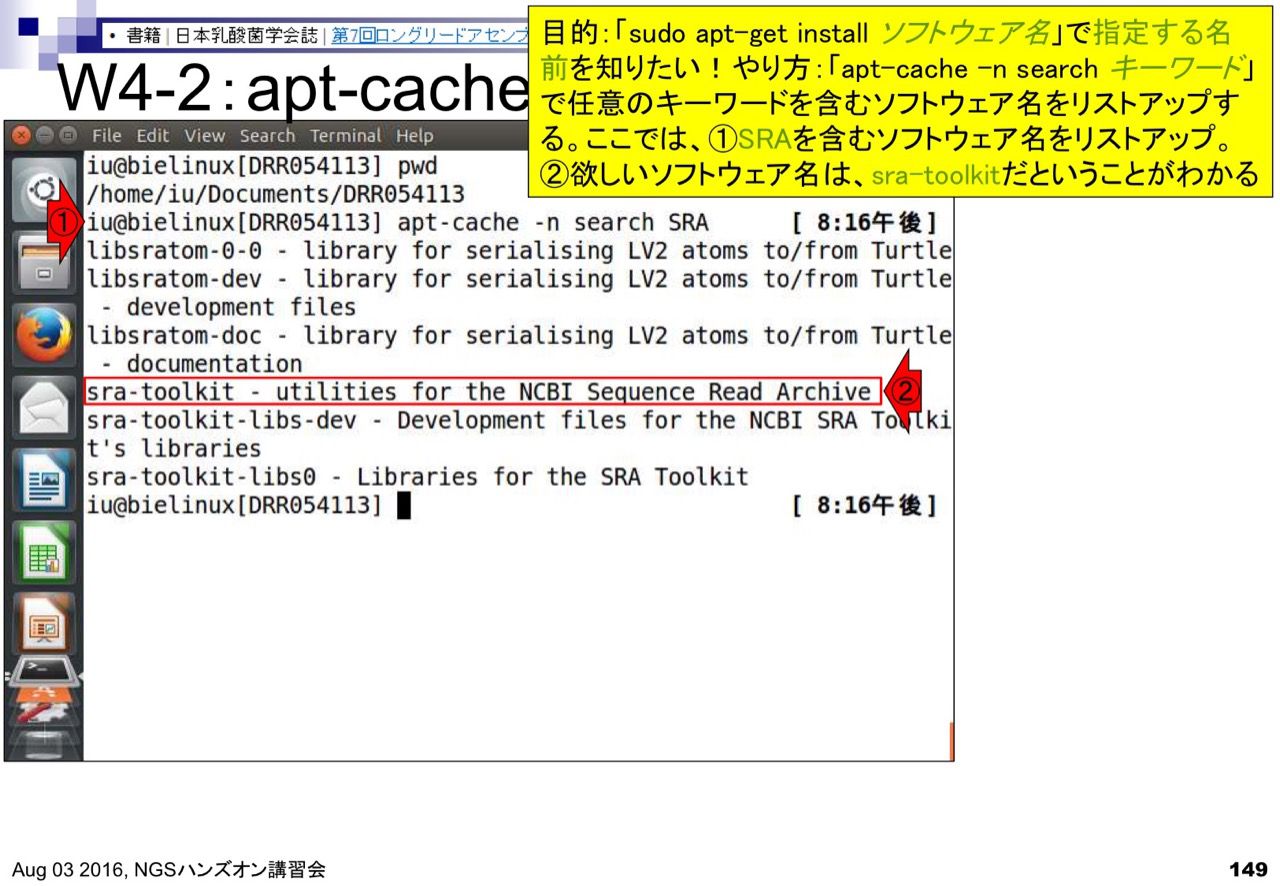 • 書籍 | 日本乳酸菌学会誌 | 第7回ロングリードアセンブ
W4-2：apt-cache
目的：「sudo apt-get install ソフトウェア名」で指定する名
前を知りたい！やり方：「apt-cache -n search キーワード」
で任意のキーワードを含むソフトウェア名をリストアップす
る。ここでは、①SRAを含むソフトウェア名をリストアップ。
②欲しいソフトウェア名は、sra-toolkitだということがわかる
File Edit View Search Terminal Help
iu@bielinux[DRR054113] pwd
/home/iu/Documents/DRR054113
①
iu@bielinux[DRR054113] apt-cache -n search SRA [ 8:16午後]
libsratom-0-0 - library for serialising LV2 atoms to/from Turtle
libsratom-dev - library for serialising LV2 atoms to/from Turtle
- development files
libsratom-doc - library for serialising LV2 atoms to/from Turtle
- documentation
sra-toolkit - utilities for the NCBI Sequence Read Archive
②
sra-toolkit-libs-dev - Development files for the NCBI SRA Toolki
t's libraries
sra-toolkit-libs0 - Libraries for the SRA Toolkit
iu@bielinux[DRR054113] [ 8:16午後]
Aug 03 2016, NGSハンズオン講習会
149